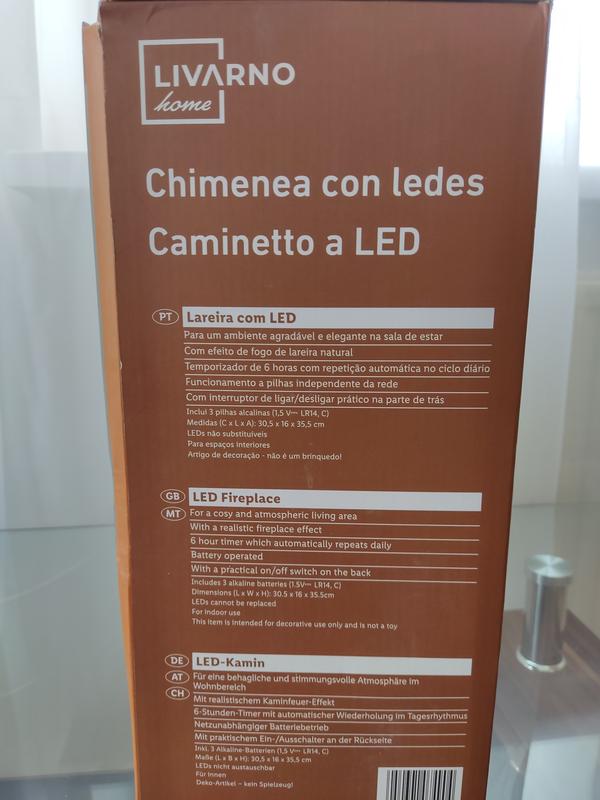 LIVARNO
home
Chimenea con ledes
Caminetto a LED
PT Lareira com LED
Para um ambiente agradável e elegante na sala de estar
Com efeito de fogo de lareira natural
Temporizador de 6 horas com repetição automática no ciclo diário
Funcionamento a pilhas independente da rede
Com interruptor de ligar/desligar prático na parte de trás
Inclui 3 pilhas alcalinas (1,5 V⎓ LR14, C)
Medidas (C x L x A): 30,5 x 16 x 35,5 cm
LEDs não substituíveis
Para espaços interiores
Artigo de decoração - não é um brinquedo!
GB LED Fireplace
MT For a cosy and atmospheric living area
With a realistic fireplace effect
6 hour timer which automatically repeats daily
Battery operated
With a practical on/off switch on the back
Includes 3 alkaline batteries (1.5V⎓ LR14, C)
Dimensions (L x W x H): 30.5 x 16 x 35.5cm
LEDs cannot be replaced
For indoor use
This item is intended for decorative use only and is not a toy
DE LED-Kamin
AT Für eine behagliche und stimmungsvolle Atmosphäre im
CH Wohnbereich
Mit realistischem Kaminfeuer-Effekt
6-Stunden-Timer mit automatischer Wiederholung im Tagesrhythmus
Netzunabhängiger Batteriebetrieb
Mit praktischem Ein-/Ausschalter an der Rückseite
Inkl. 3 Alkaline-Batterien (1,5 V⎓ LR14, C)
Maße (L x B x H): 30,5 x 16 x 35,5 cm
LEDs nicht austauschbar
Für Innen
Deko-Artikel – kein Spielzeug!